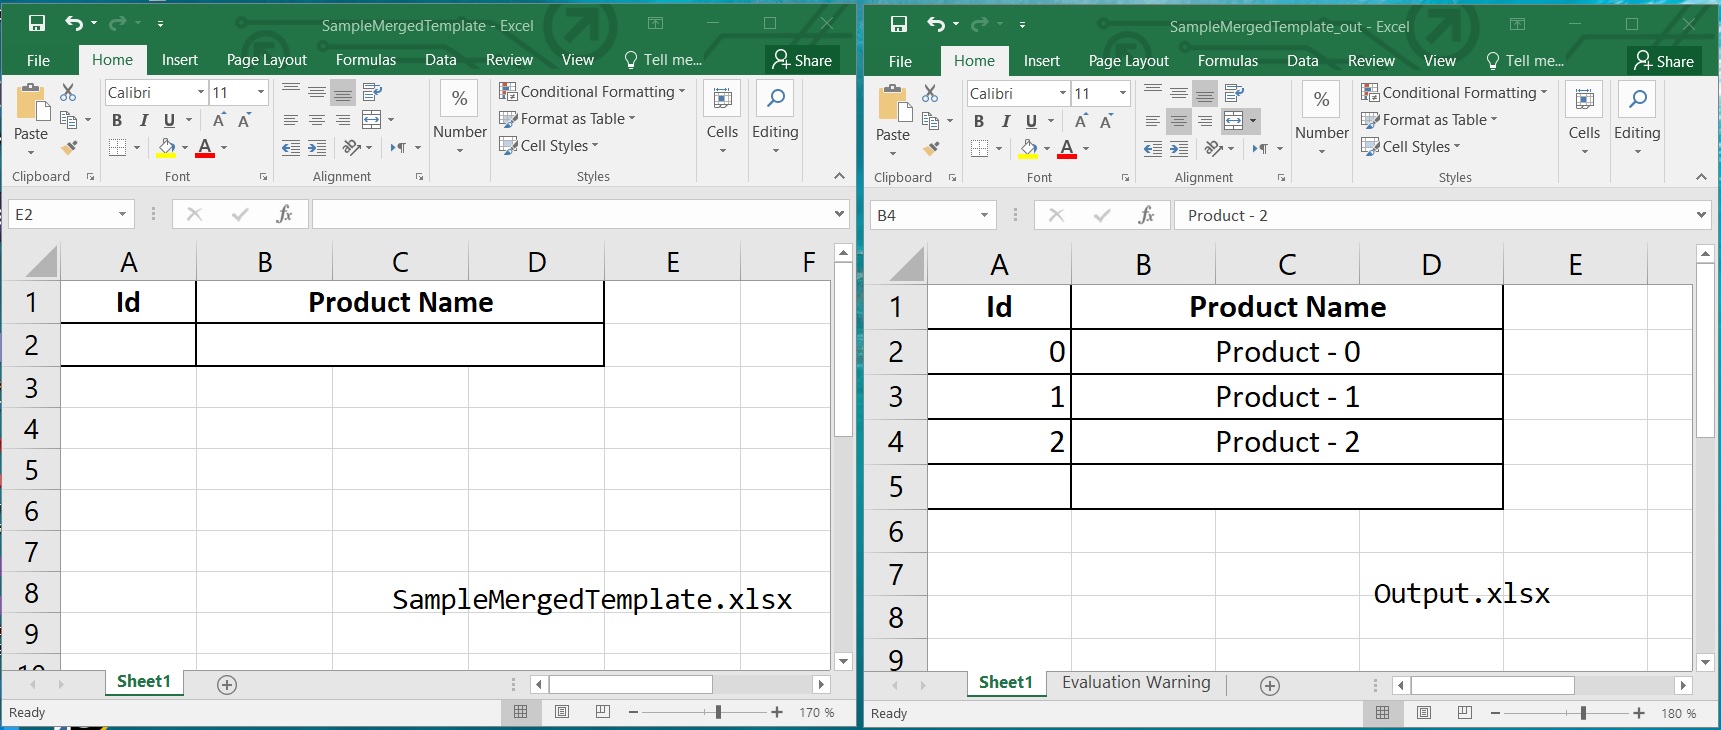 SampleMergedTemplate - Excel
File Home Insert Page Layout Formulas Data Review View Tell me... Share
Calibri 11
Paste
B I U A A
A
%
Number
Conditional Formatting
Format as Table
Cell Styles
Cells
Editing
Clipboard Font Alignment Styles
E2 fx
A B C D E F
1 Id Product Name
2
3
4
5
6
7
8
9
10
SampleMergedTemplate.xlsx
Sheet1
Ready 170 %
SampleMergedTemplate_out - Excel
File Home Insert Page Layout Formulas Data Review View Tell me... Share
Calibri 11
Paste
B I U A A
A
%
Number
Conditional Formatting
Format as Table
Cell Styles
Cells
Editing
Clipboard Font Alignment Styles
B4 fx Product - 2
A B C D E
1 Id Product Name
2 0 Product - 0
3 1 Product - 1
4 2 Product - 2
5
6
7
8
9
Output.xlsx
Sheet1 Evaluation Warning
Ready 180 %